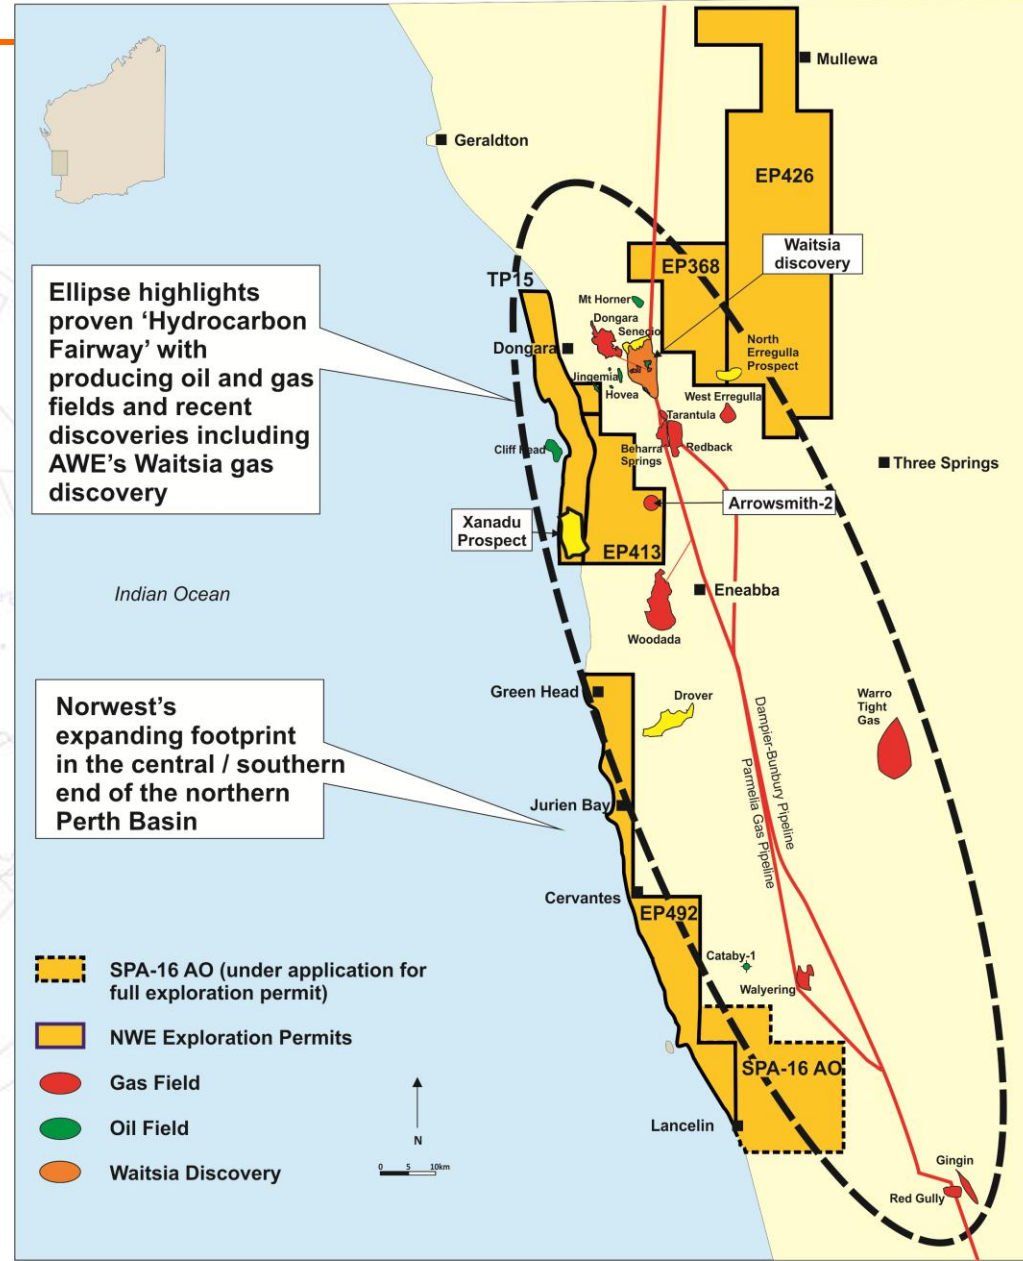 Mullewa
Geraldton
EP426
Waitsia
discovery
EP368
TP15
Ellipse highlights
proven ‘Hydrocarbon
Fairway’ with
producing oil and gas
fields and recent
discoveries including
AWE’s Waitsia gas
discovery
Mt Horner
Dongara
Senecio
Dongara
North
Erregulla
Prospect
Jingemia
Hovea
West Erregulla
Tarantula
Cliff Head
Beharra
Springs
Redback
Three Springs
Arrowsmith-2
Xanadu
Prospect
EP413
Indian Ocean
Eneabba
Woodada
Green Head
Drover
Warro
Tight
Gas
Norwest’s
expanding footprint
in the central / southern
end of the northern
Perth Basin
Dampier-Bunbury Pipeline
Parmelia Gas Pipeline
Jurien Bay
Cervantes
EP492
Cataby-1
Walyering
SPA-16 AO (under application for
full exploration permit)
NWE Exploration Permits
SPA-16 AO
Gas Field
Oil Field
Lancelin
N
Waitsia Discovery
0 5 10km
Gingin
Red Gully